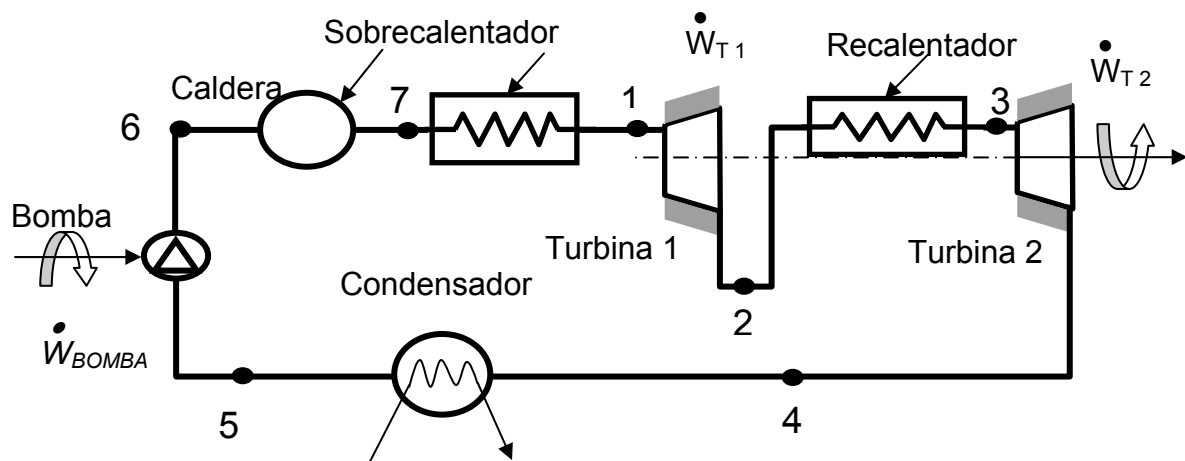 Sobrecalentador
Ẇ T 1
Recalentador
Ẇ T 2
Caldera
6
7
1
3
Bomba
Turbina 1
Turbina 2
Condensador
2
Ẇ BOMBA
5
4